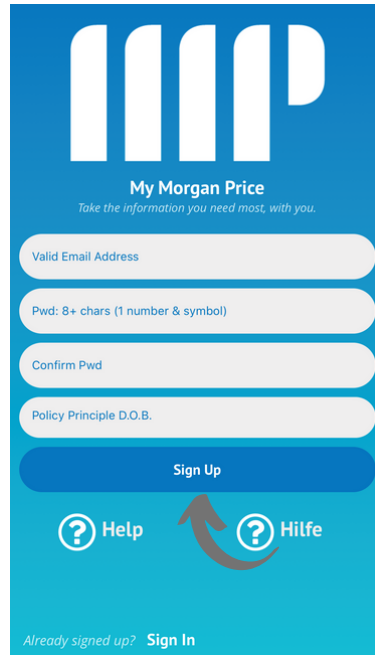 MP
My Morgan Price
Take the information you need most, with you.
Valid Email Address
Pwd: 8+ chars (1 number & symbol)
Confirm Pwd
Policy Principle D.O.B.
Sign Up
? Help ? Hilfe
Already signed up? Sign In